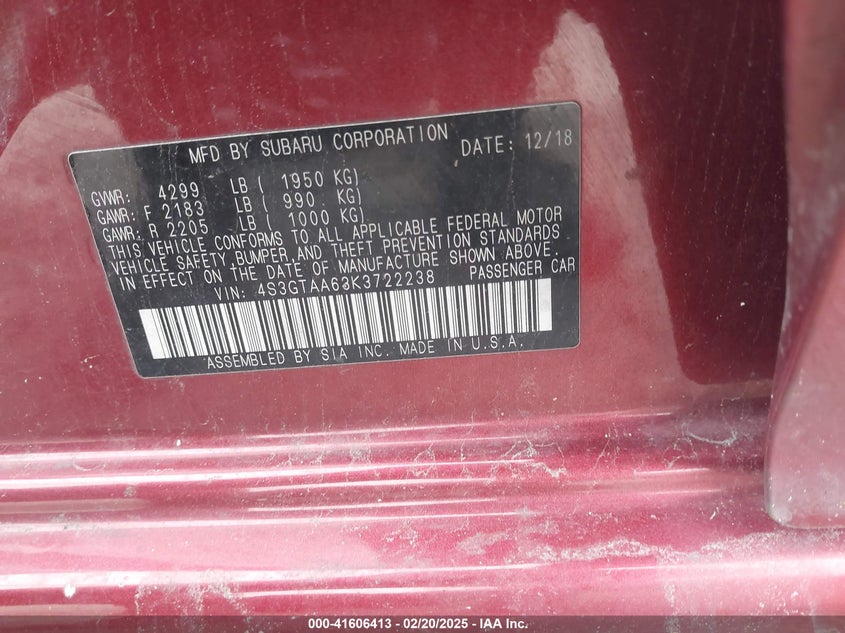 MFD BY SUBARU CORPORATION DATE: 12/18
GVWR: 4299 LB ( 1950 KG)
GAWR: F 2183 LB ( 990 KG)
GAWR: R 2205 LB ( 1000 KG)
THIS VEHICLE CONFORMS TO ALL APPLICABLE FEDERAL MOTOR
VEHICLE SAFETY, BUMPER, AND THEFT PREVENTION STANDARDS
IN EFFECT ON THE DATE OF MANUFACTURE SHOWN ABOVE.
VIN: 4S3GTAA63K3722238 PASSENGER CAR
ASSEMBLED BY SIA INC. MADE IN U.S.A.
000-41606413 - 02/20/2025 - IAA Inc.